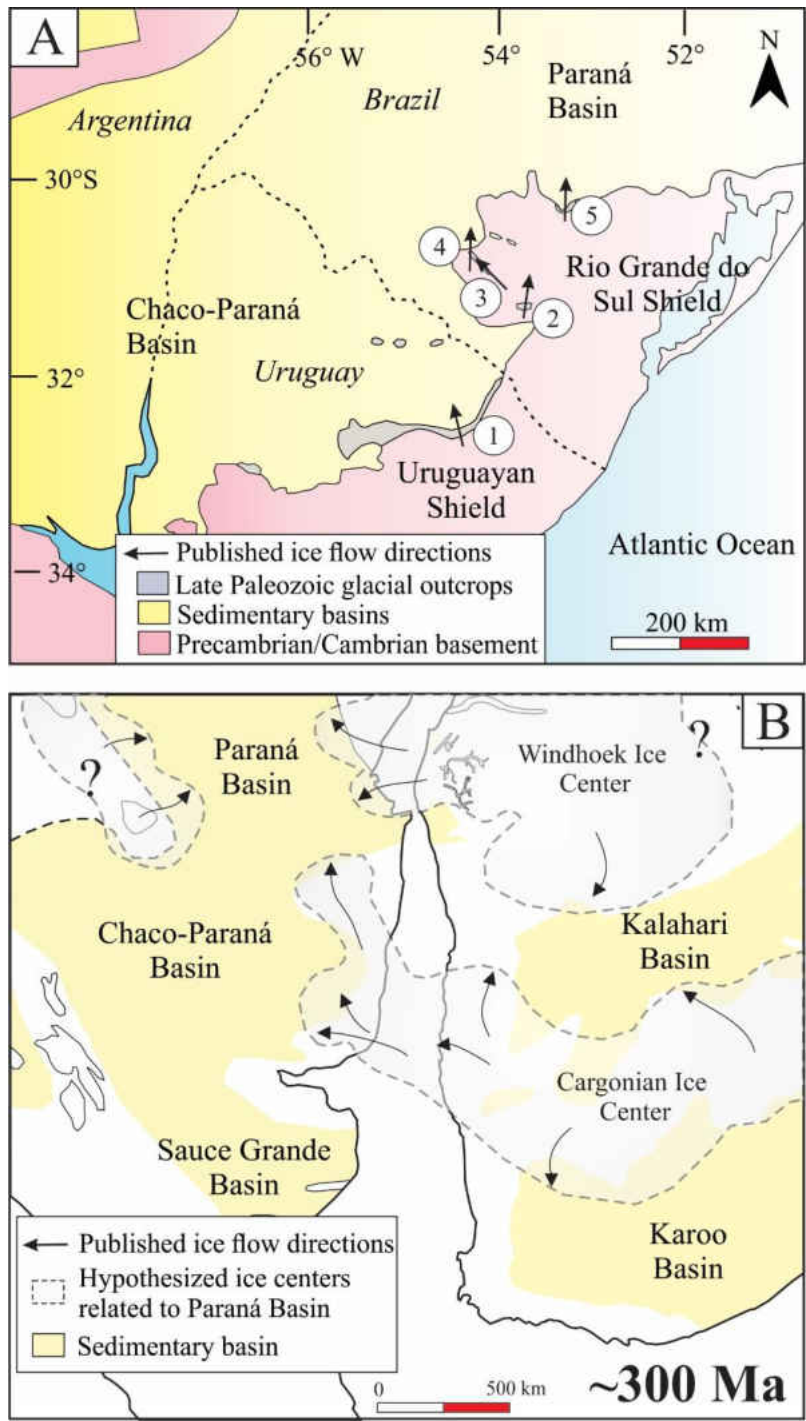 A
56° W
54°
52°
N
Argentina
Brazil
Paraná
Basin
30°S
5
4
Rio Grande do
Sul Shield
3
2
Chaco-Paraná
Basin
Uruguay
32°
1
Uruguayan
Shield
Atlantic Ocean
34°
Published ice flow directions
Late Paleozoic glacial outcrops
Sedimentary basins
Precambrian/Cambrian basement
200 km
B
?
Paraná
Basin
Windhoek Ice
Center
?
Chaco-Paraná
Basin
Kalahari
Basin
Cargonian Ice
Center
Sauce Grande
Basin
Karoo
Basin
Published ice flow directions
Hypothesized ice centers
related to Paraná Basin
Sedimentary basin
0
500 km
~300 Ma